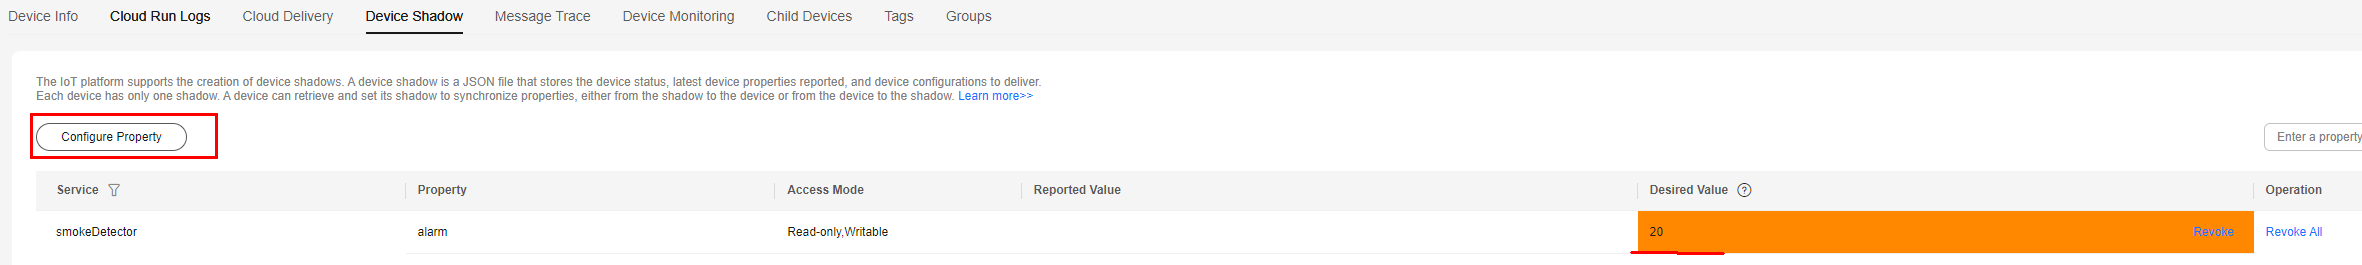 Device Info Cloud Run Logs Cloud Delivery Device Shadow Message Trace Device Monitoring Child Devices Tags Groups
The IoT platform supports the creation of device shadows. A device shadow is a JSON file that stores the device status, latest device properties reported, and device configurations to deliver.
Each device has only one shadow. A device can retrieve and set its shadow to synchronize properties, either from the shadow to the device or from the device to the shadow. Learn more>>
Configure Property
Enter a property
Service Property Access Mode Reported Value Desired Value ? Operation
smokeDetector alarm Read-only,Writable 20 Revoke Revoke All